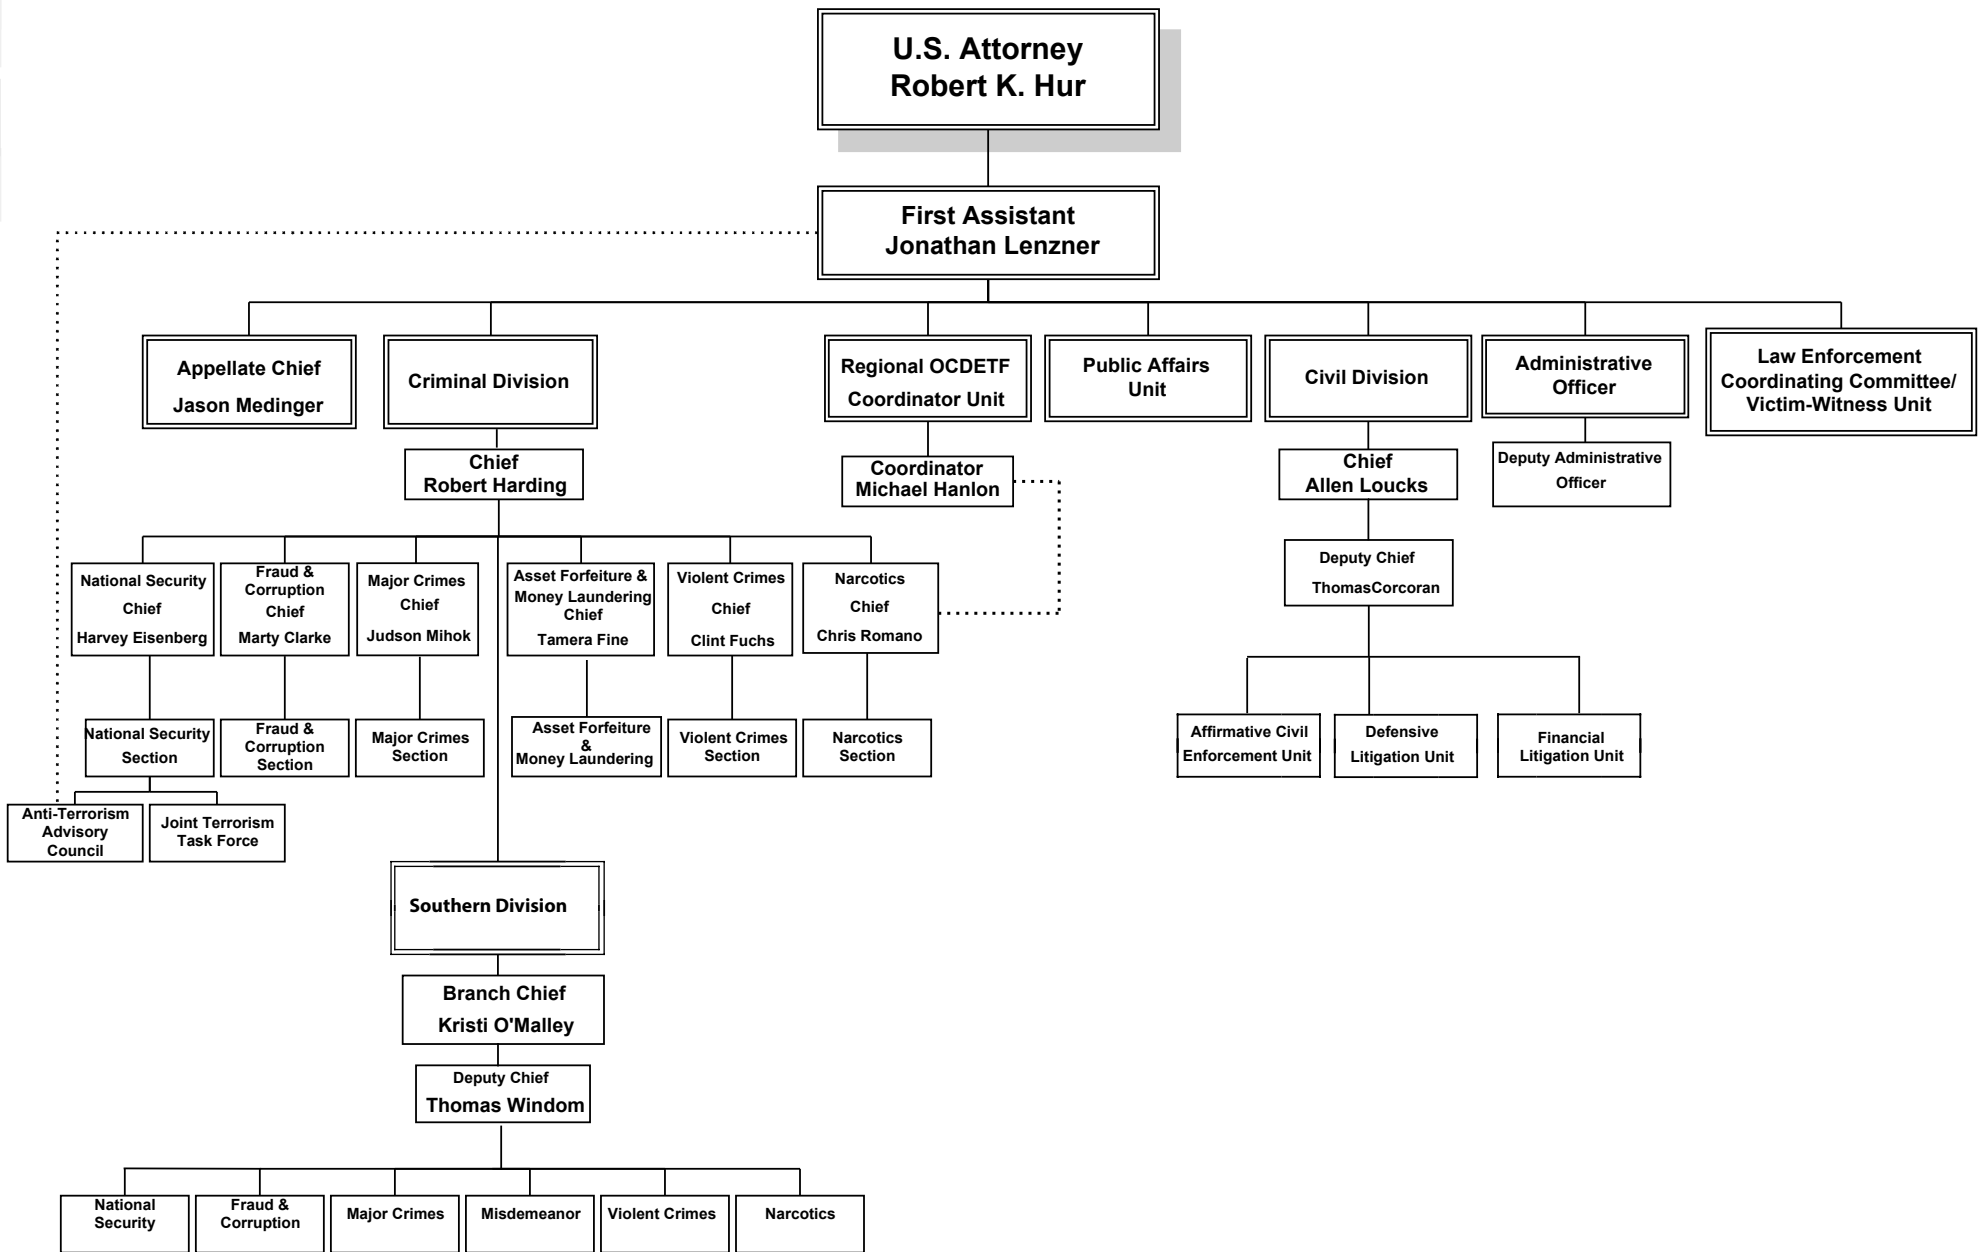 U.S. Attorney
Robert K. Hur
First Assistant
Jonathan Lenzner
Appellate Chief
Jason Medinger
Criminal Division
Regional OCDETF
Coordinator Unit
Public Affairs
Unit
Civil Division
Administrative
Officer
Law Enforcement
Coordinating Committee/
Victim-Witness Unit
Chief
Robert Harding
Coordinator
Michael Hanlon
Chief
Allen Loucks
Deputy Administrative
Officer
National Security
Chief
Harvey Eisenberg
Fraud &
Corruption
Chief
Marty Clarke
Major Crimes
Chief
Judson Mihok
Asset Forfeiture &
Money Laundering
Chief
Tamera Fine
Violent Crimes
Chief
Clint Fuchs
Narcotics
Chief
Chris Romano
Deputy Chief
ThomasCorcoran
National Security
Section
Fraud &
Corruption
Section
Major Crimes
Section
Asset Forfeiture
&
Money Laundering
Violent Crimes
Section
Narcotics
Section
Affirmative Civil
Enforcement Unit
Defensive
Litigation Unit
Financial
Litigation Unit
Anti-Terrorism
Advisory
Council
Joint Terrorism
Task Force
Southern Division
Branch Chief
Kristi O'Malley
Deputy Chief
Thomas Windom
National
Security
Fraud &
Corruption
Major Crimes
Misdemeanor
Violent Crimes
Narcotics